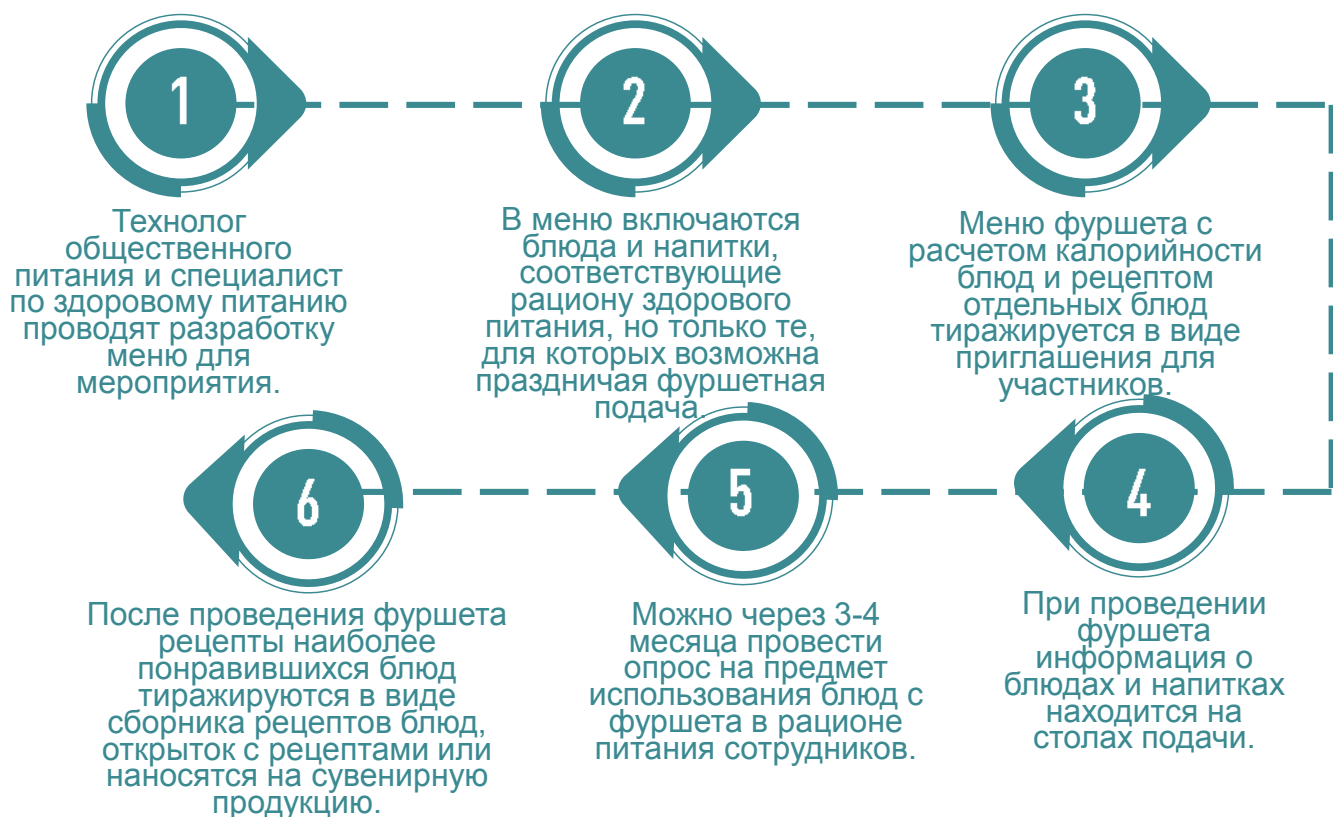 1
Технолог
общественного
питания и специалист
по здоровому питанию
проводят разработку
меню для
мероприятия.
2
В меню включаются
блюда и напитки,
соответствующие
рациону здорового
питания, но только те,
для которых возможна
праздничая фуршетная
подача.
3
Меню фуршета с
расчетом калорийности
блюд и рецептом
отдельных блюд
тиражируется в виде
приглашения для
участников.
4
При проведении
фуршета
информация о
блюдах и напитках
находится на
столах подачи.
5
Можно через 3-4
месяца провести
опрос на предмет
использования блюд с
фуршета в рационе
питания сотрудников.
6
После проведения фуршета
рецепты наиболее
понравившихся блюд
тиражируются в виде
сборника рецептов блюд,
открыток с рецептами или
наносятся на сувенирную
продукцию.